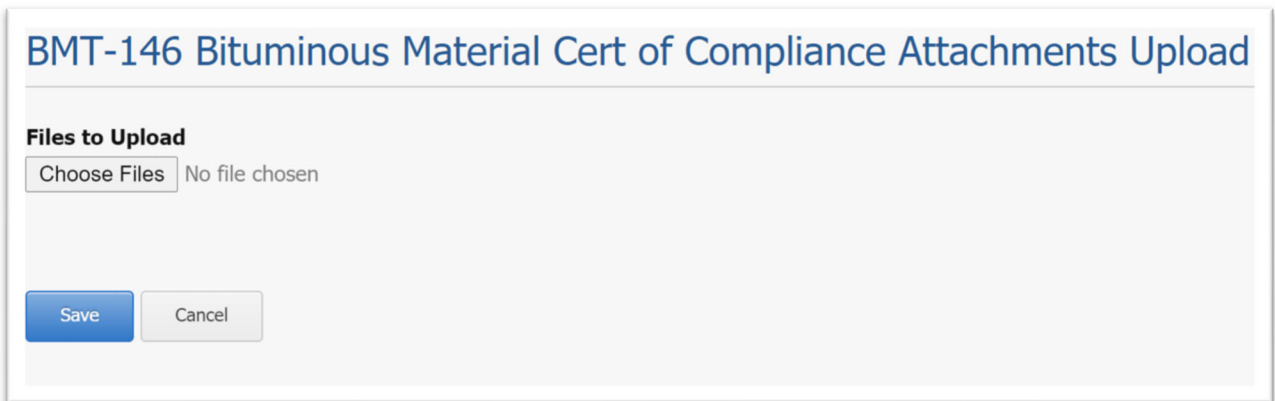 BMT-146 Bituminous Material Cert of Compliance Attachments Upload
Files to Upload
Choose Files No file chosen
Save Cancel